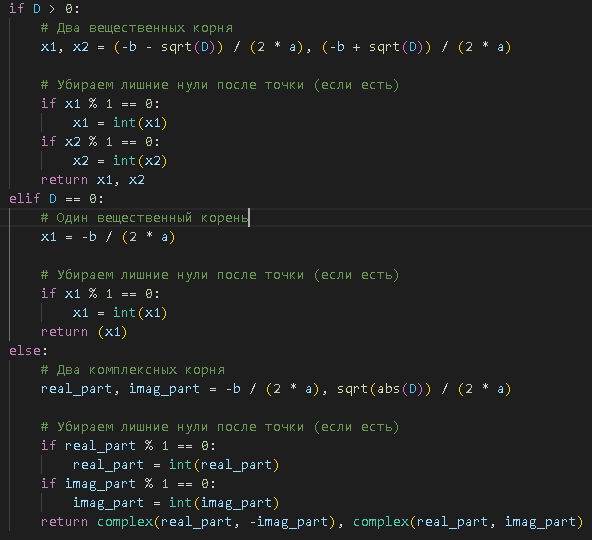 if D > 0:
    # Два вещественных корня
    x1, x2 = (-b - sqrt(D)) / (2 * a), (-b + sqrt(D)) / (2 * a)

    # Убираем лишние нули после точки (если есть)
    if x1 % 1 == 0:
        x1 = int(x1)
    if x2 % 1 == 0:
        x2 = int(x2)
    return x1, x2
elif D == 0:
    # Один вещественный корень
    x1 = -b / (2 * a)

    # Убираем лишние нули после точки (если есть)
    if x1 % 1 == 0:
        x1 = int(x1)
    return (x1)
else:
    # Два комплексных корня
    real_part, imag_part = -b / (2 * a), sqrt(abs(D)) / (2 * a)

    # Убираем лишние нули после точки (если есть)
    if real_part % 1 == 0:
        real_part = int(real_part)
    if imag_part % 1 == 0:
        imag_part = int(imag_part)
    return complex(real_part, -imag_part), complex(real_part, imag_part)